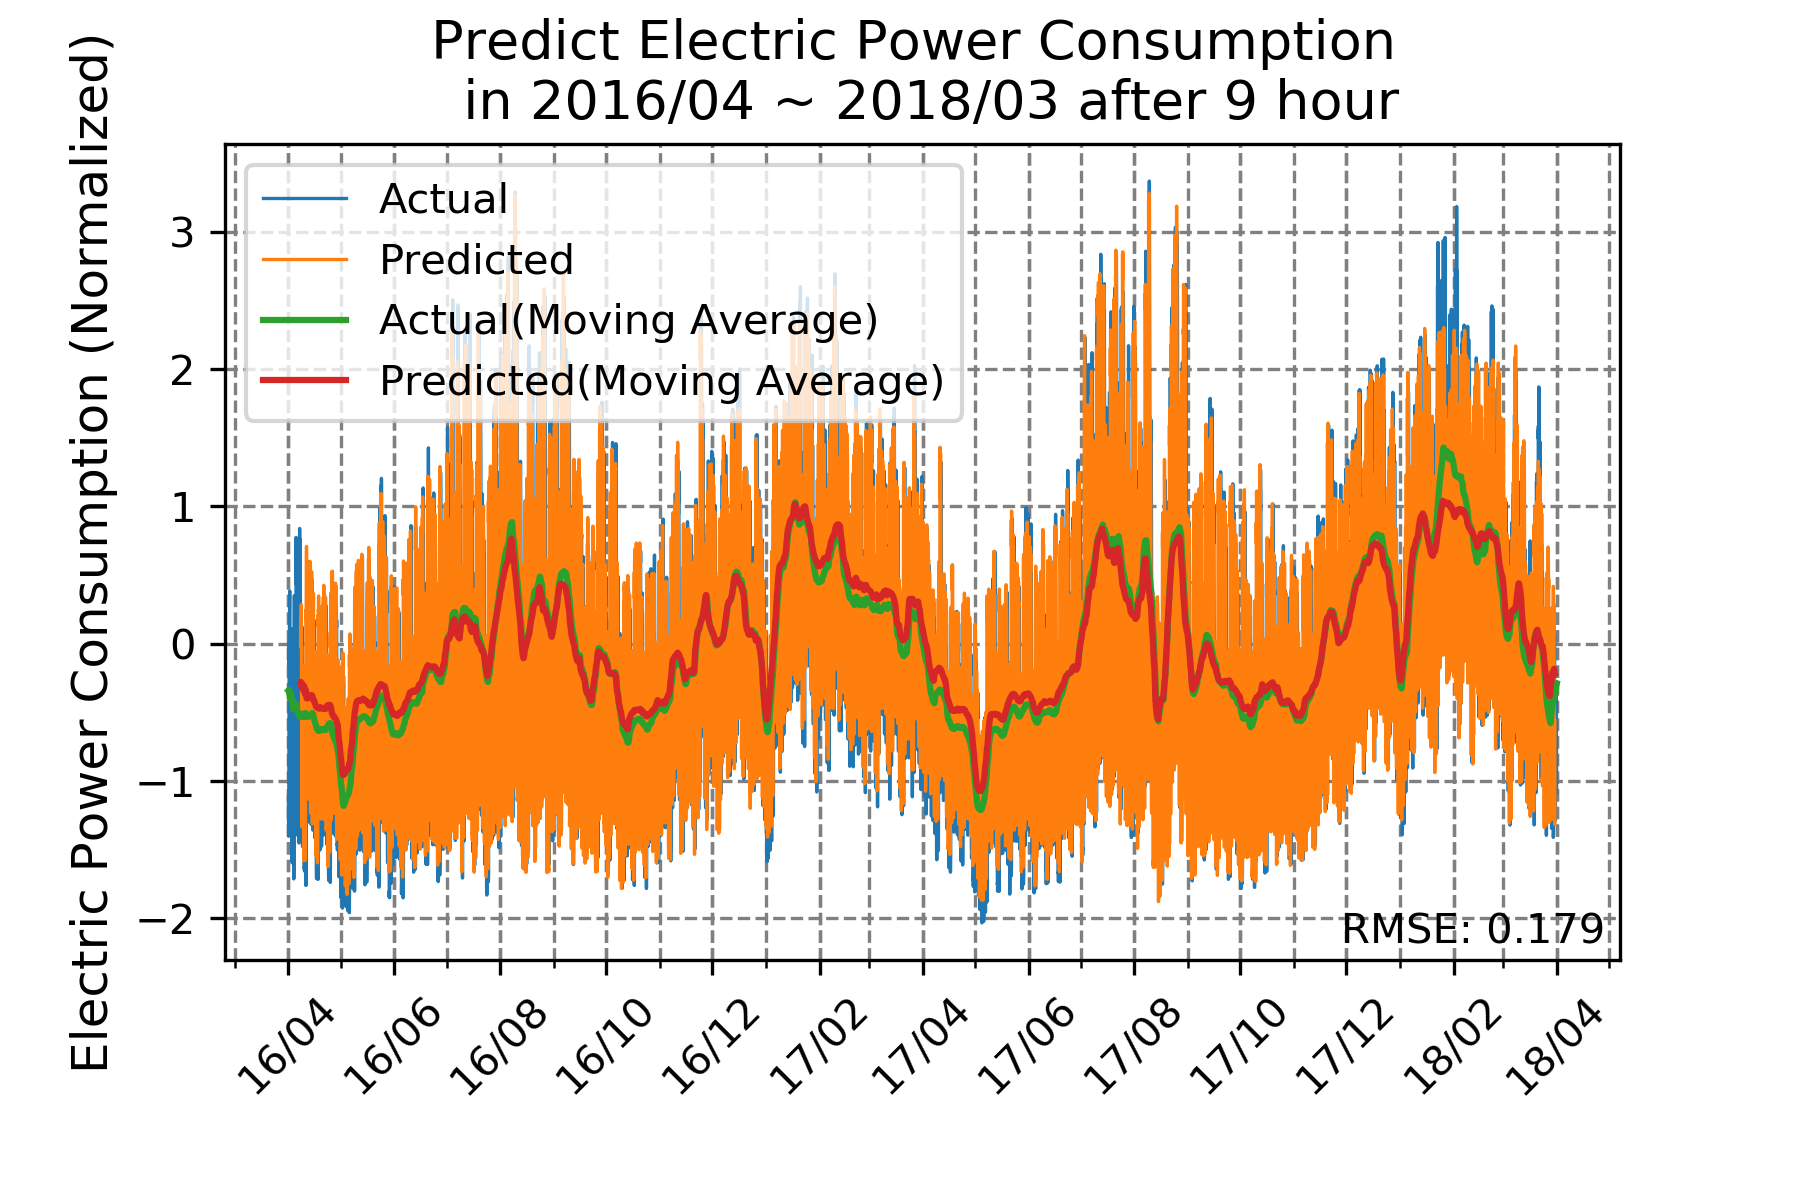 Predict Electric Power Consumption
in 2016/04 ~ 2018/03 after 9 hour
Electric Power Consumption (Normalized)
Actual
Predicted
Actual(Moving Average)
Predicted(Moving Average)
3
2
1
0
−1
−2
RMSE: 0.179
16/04
16/06
16/08
16/10
16/12
17/02
17/04
17/06
17/08
17/10
17/12
18/02
18/04